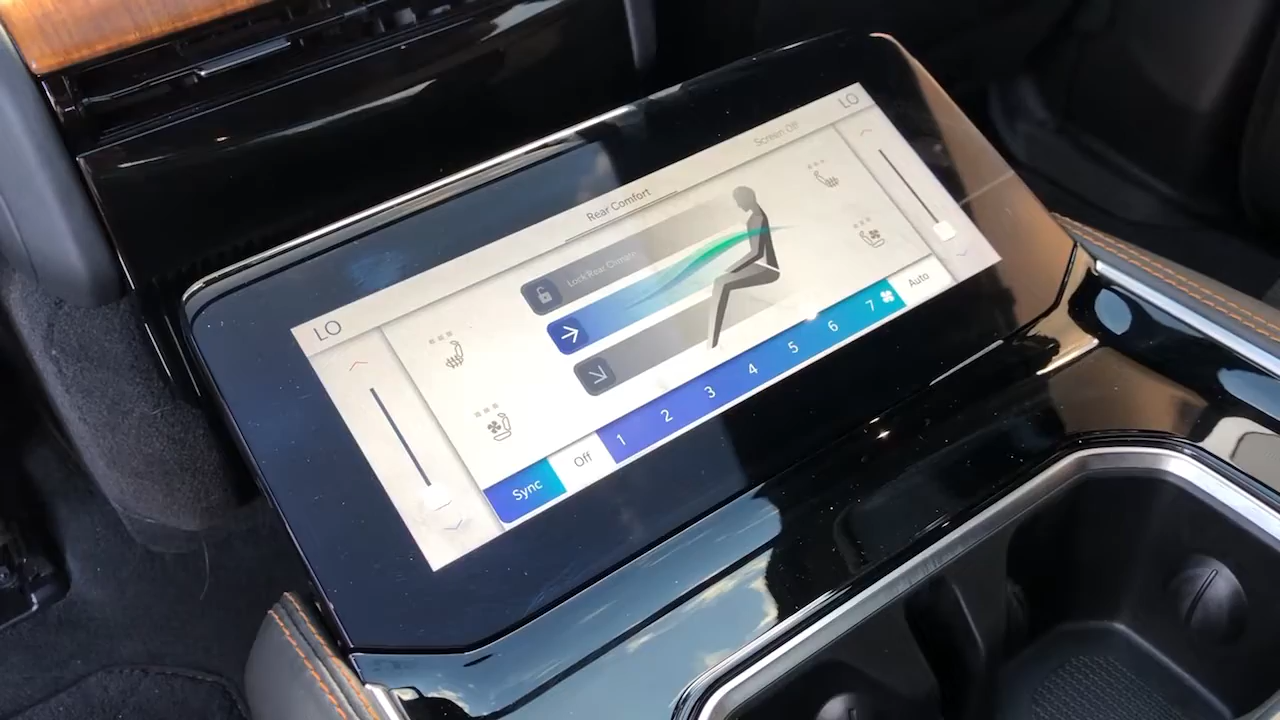 LO
Rear Comfort
Screen Off
LO
Lock Rear Climate
Sync
Off
1 2 3 4 5 6 7
Auto